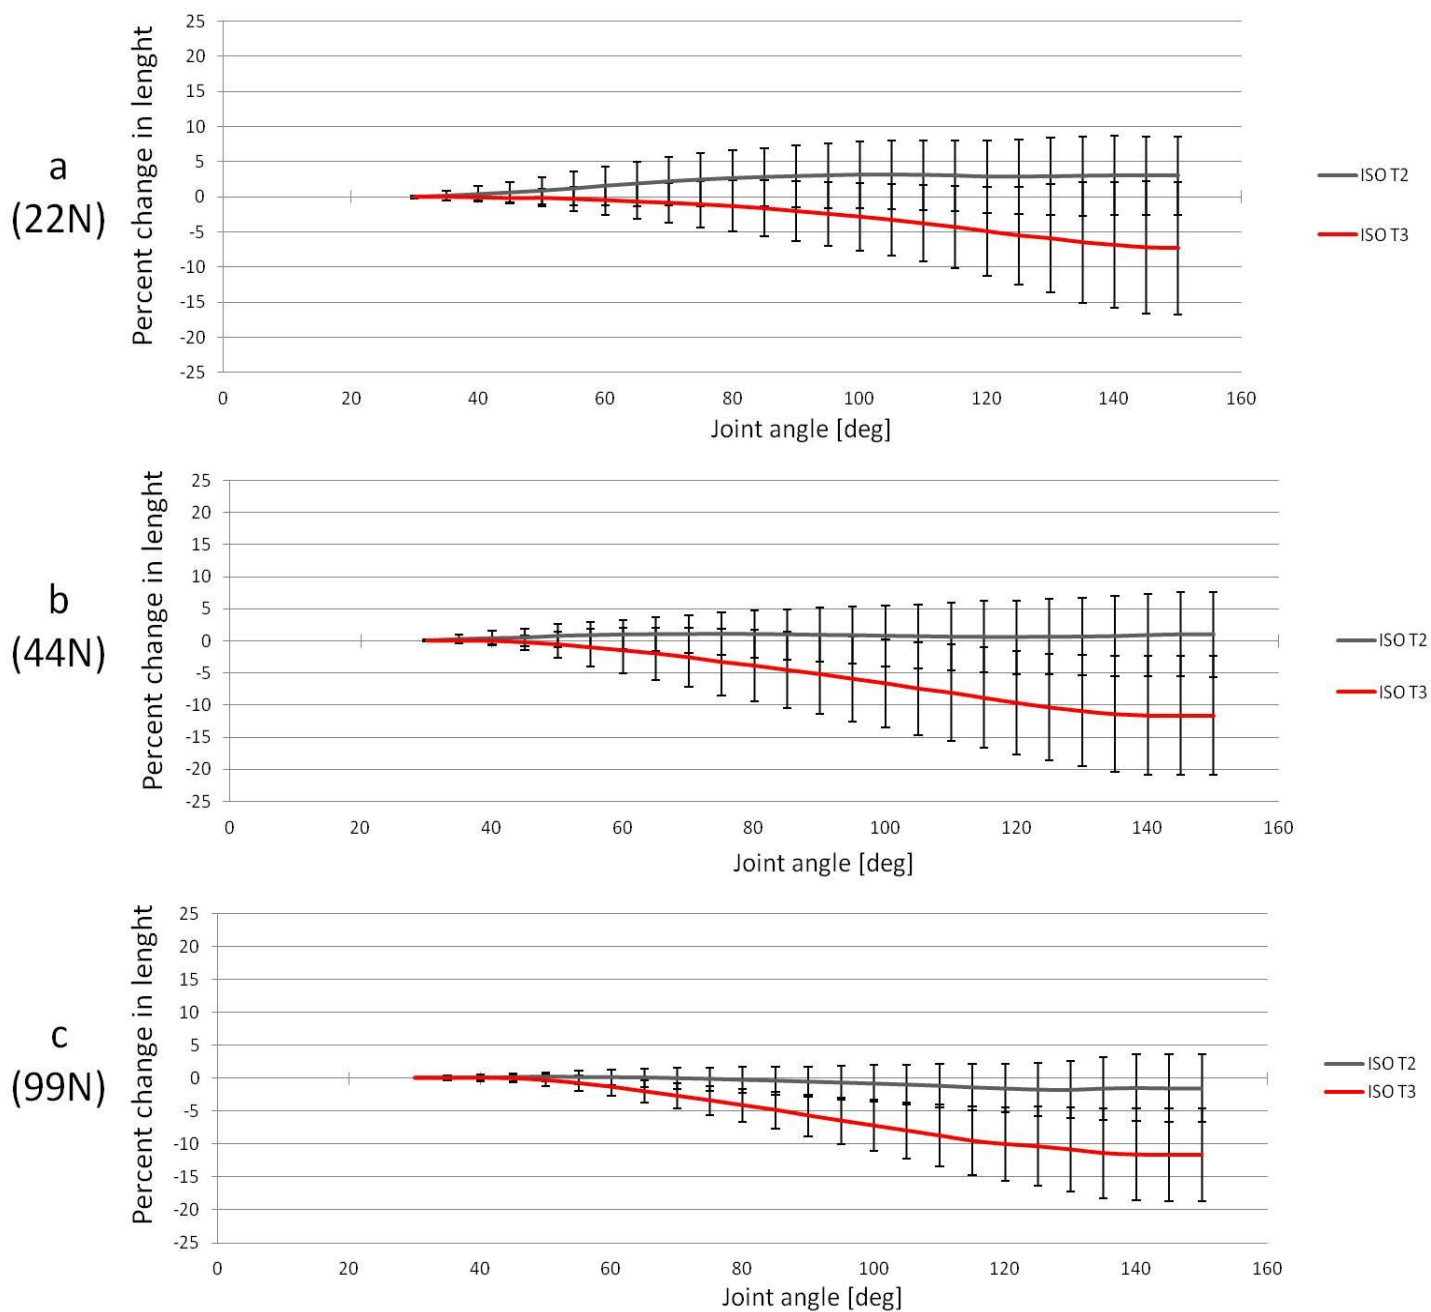 a
(22N)
Percent change in lenght
25
20
15
10
5
0
-5
-10
-15
-20
-25
0 20 40 60 80 100 120 140 160
Joint angle [deg]
ISO T2
ISO T3
b
(44N)
Percent change in lenght
25
20
15
10
5
0
-5
-10
-15
-20
-25
0 20 40 60 80 100 120 140 160
Joint angle [deg]
ISO T2
ISO T3
c
(99N)
Percent change in lenght
25
20
15
10
5
0
-5
-10
-15
-20
-25
0 20 40 60 80 100 120 140 160
Joint angle [deg]
ISO T2
ISO T3